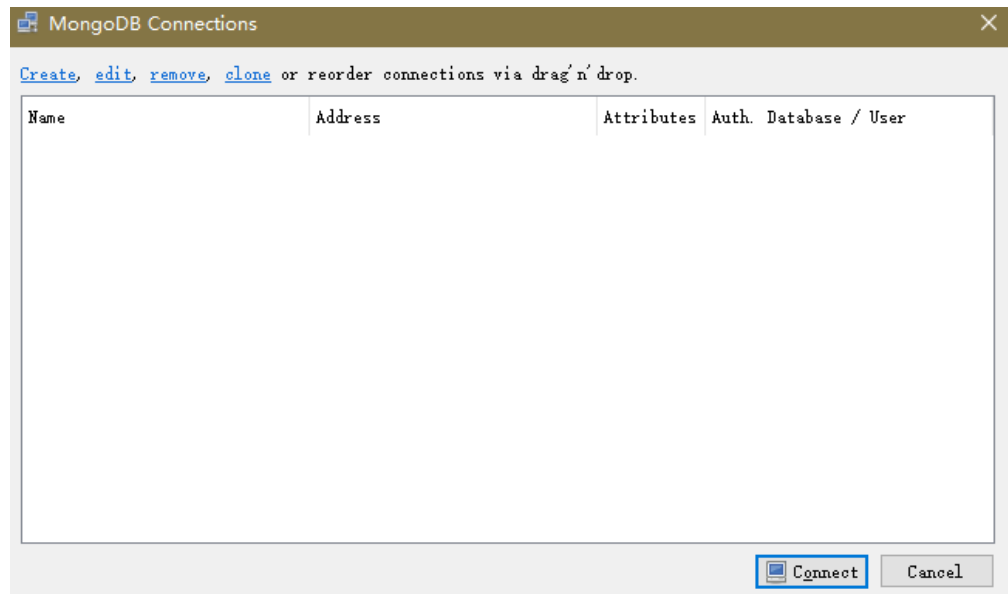 MongoDB Connections
Create, edit, remove, clone or reorder connections via drag'n'drop.
Name Address Attributes Auth. Database / User
Connect Cancel